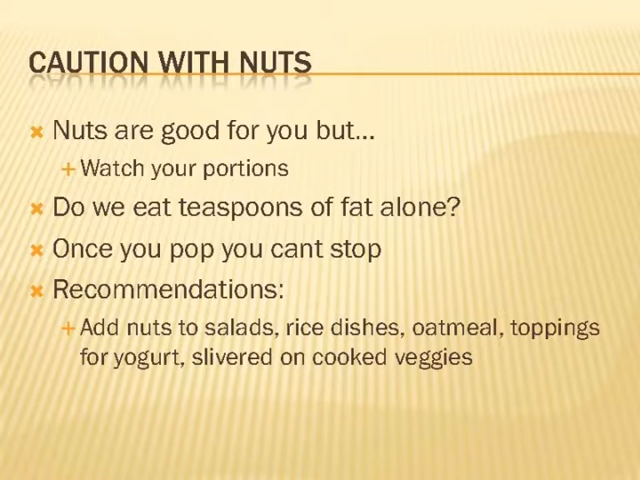 CAUTION WITH NUTS
Nuts are good for you but...
Watch your portions
Do we eat teaspoons of fat alone?
Once you pop you cant stop
Recommendations:
Add nuts to salads, rice dishes, oatmeal, toppings
for yogurt, slivered on cooked veggies